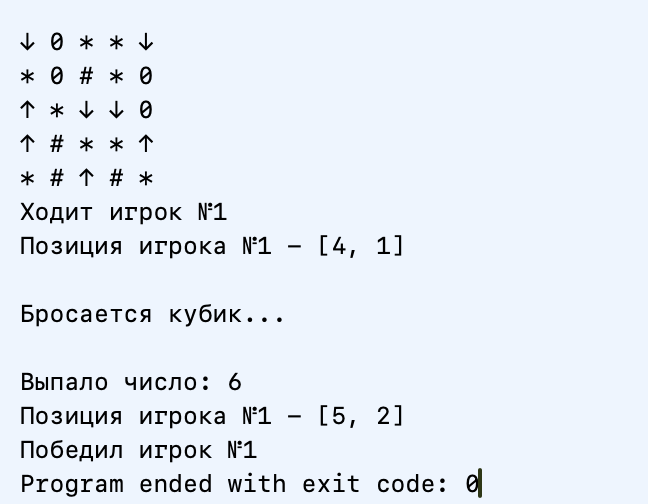 ↓ 0 * * ↓
* 0 # * 0
↑ * ↓ ↓ 0
↑ # * * ↑
* # ↑ # *
Ходит игрок №1
Позиция игрока №1 – [4, 1]
Бросается кубик...
Выпало число: 6
Позиция игрока №1 – [5, 2]
Победил игрок №1
Program ended with exit code: 0